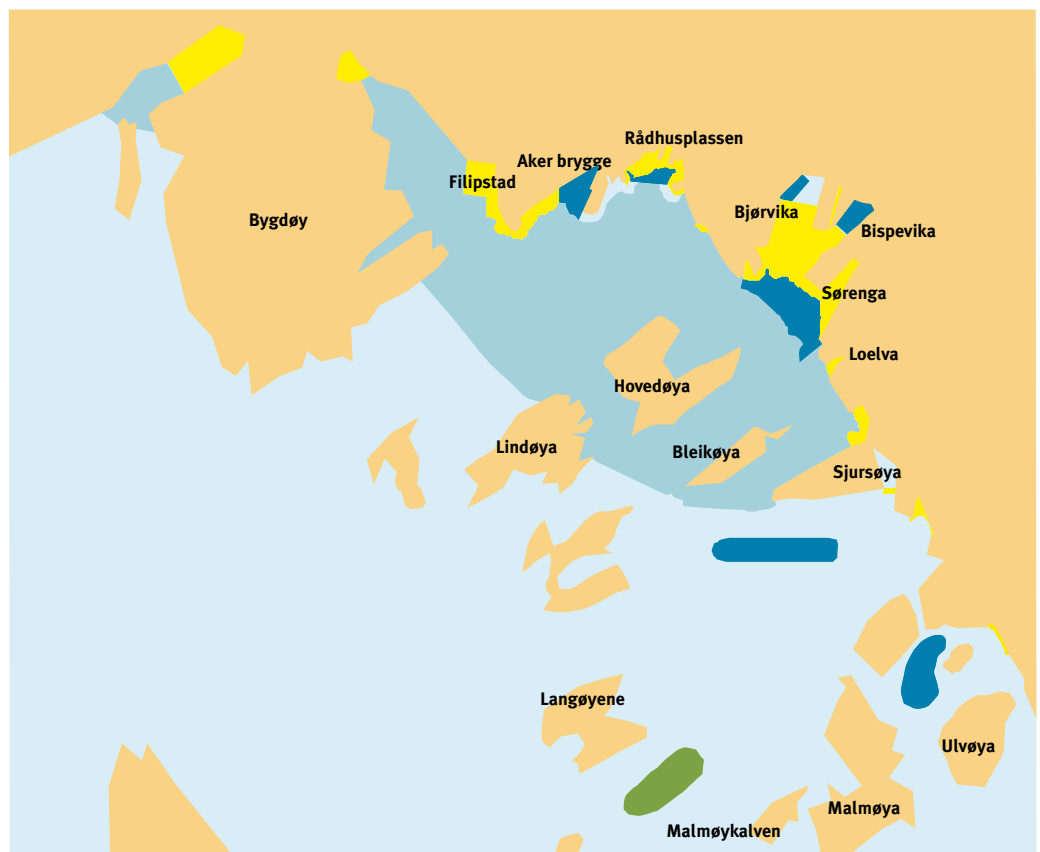 Rådhusplassen
Aker brygge
Filipstad
Bygdøy
Bjørvika
Bispevika
Sørenga
Loelva
Hovedøya
Lindøya
Bleikøya
Sjursøya
Langøyene
Ulvøya
Malmøya
Malmøykalven